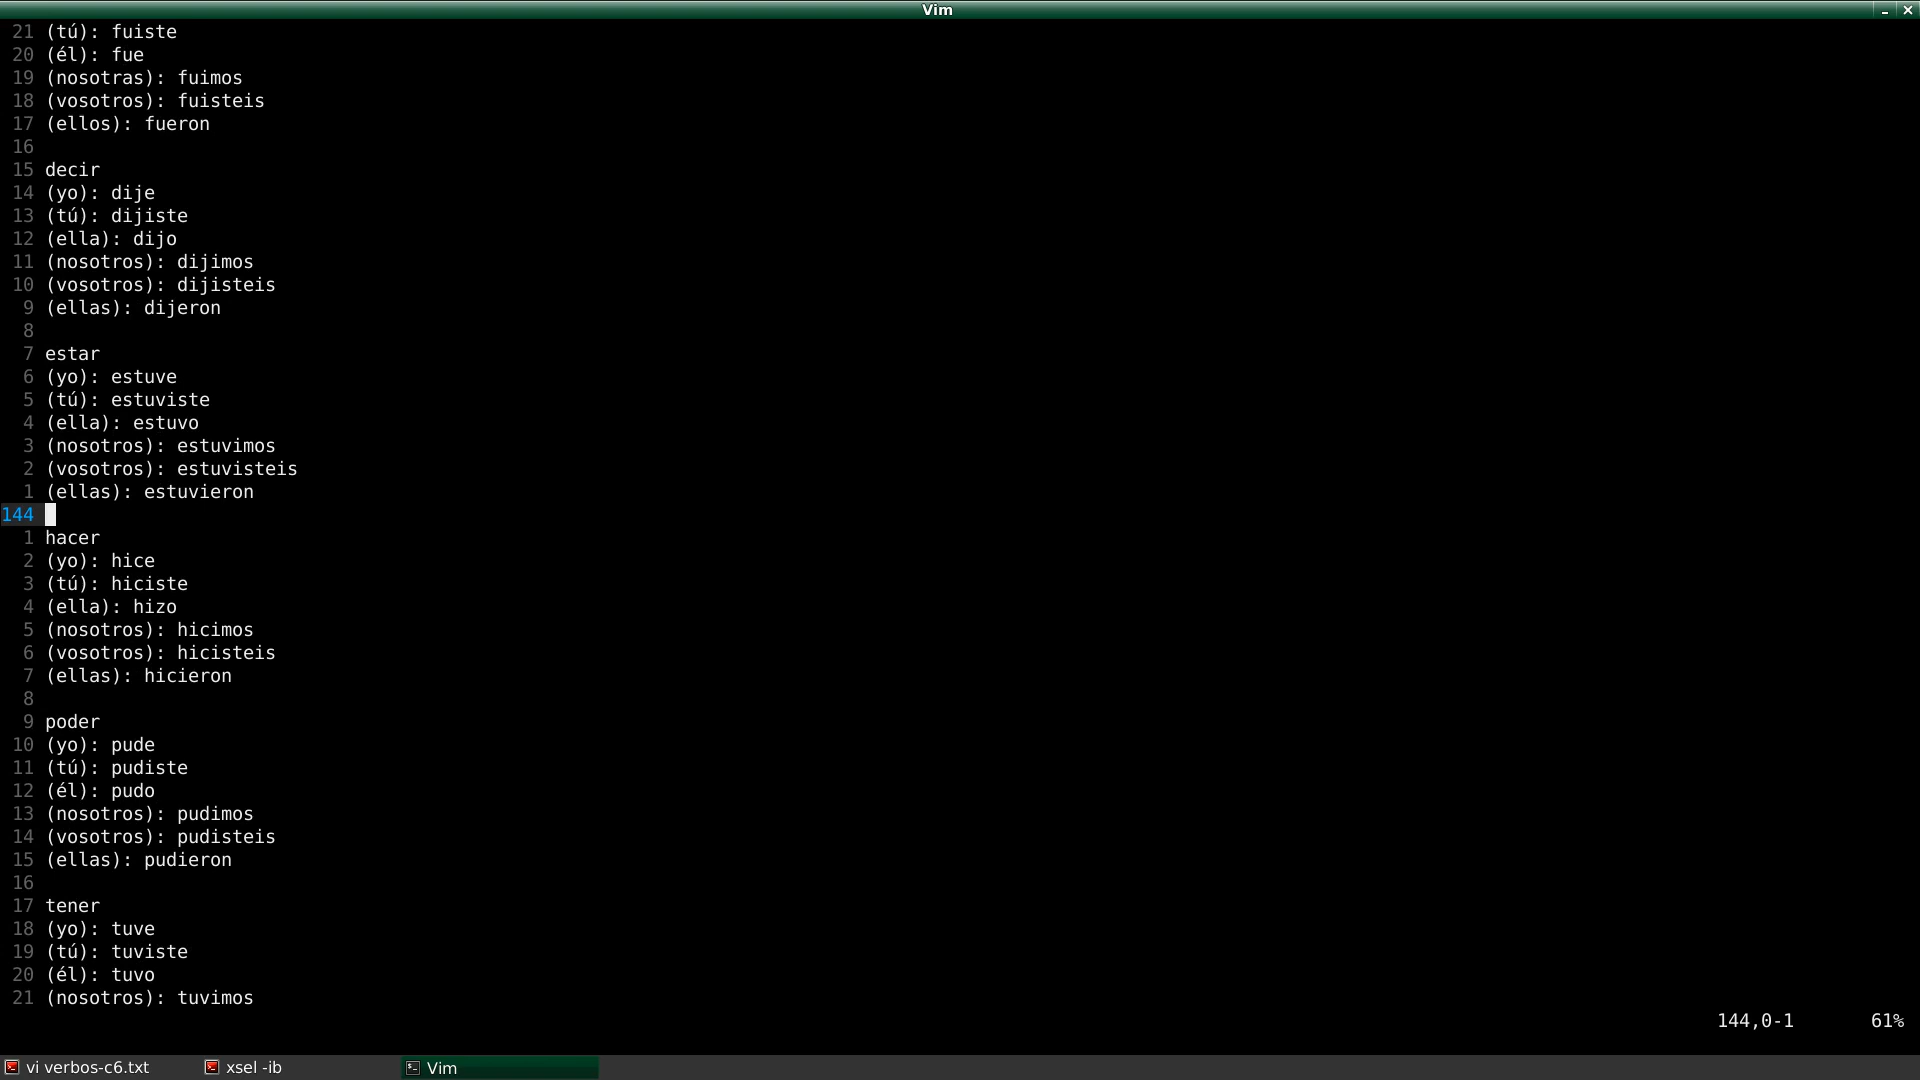 Vim
21 (tú): fuiste
20 (él): fue
19 (nosotras): fuimos
18 (vosotros): fuisteis
17 (ellos): fueron
16
15 decir
14 (yo): dije
13 (tú): dijiste
12 (ella): dijo
11 (nosotros): dijimos
10 (vosotros): dijisteis
9 (ellas): dijeron
8
7 estar
6 (yo): estuve
5 (tú): estuviste
4 (ella): estuvo
3 (nosotros): estuvimos
2 (vosotros): estuvisteis
1 (ellas): estuvieron
144
1 hacer
2 (yo): hice
3 (tú): hiciste
4 (ella): hizo
5 (nosotros): hicimos
6 (vosotros): hicisteis
7 (ellas): hicieron
8
9 poder
10 (yo): pude
11 (tú): pudiste
12 (él): pudo
13 (nosotros): pudimos
14 (vosotros): pudisteis
15 (ellas): pudieron
16
17 tener
18 (yo): tuve
19 (tú): tuviste
20 (él): tuvo
21 (nosotros): tuvimos
144,0-1 61%
vi verbos-c6.txt xsel -ib Vim